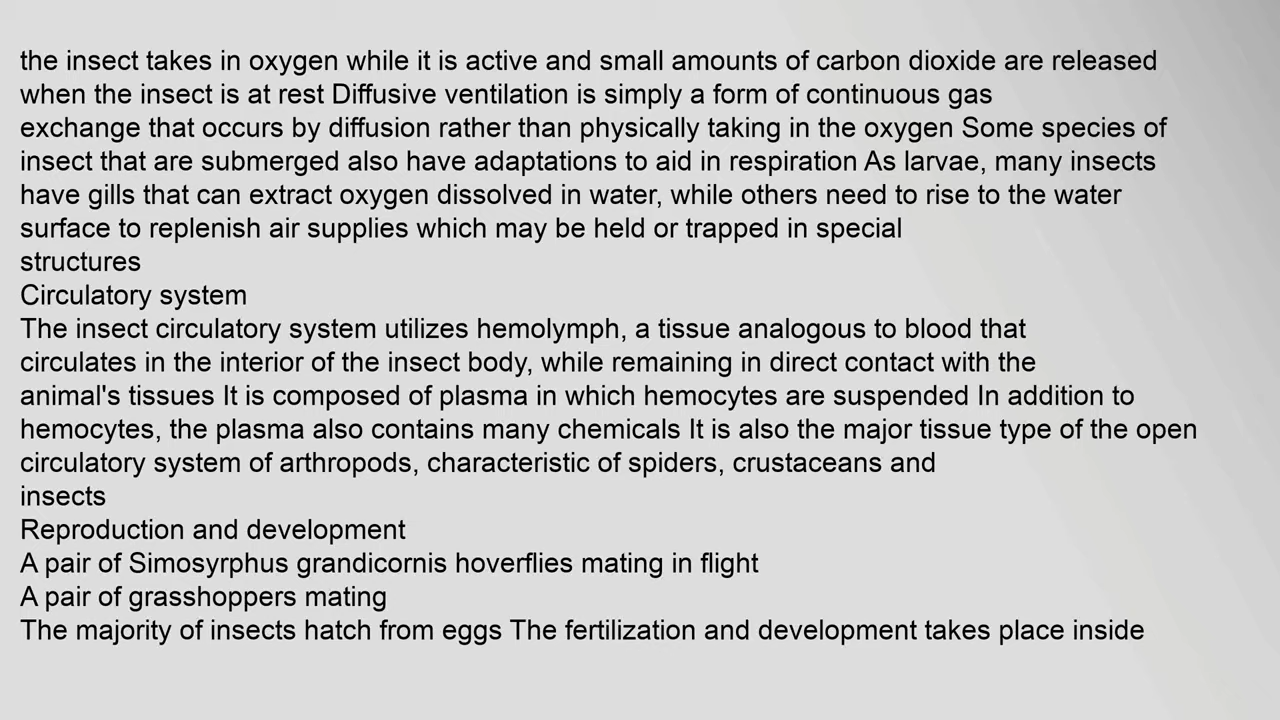 the insect takes in oxygen while it is active and small amounts of carbon dioxide are released
when the insect is at rest Diffusive ventilation is simply a form of continuous gas
exchange that occurs by diffusion rather than physically taking in the oxygen Some species of
insect that are submerged also have adaptations to aid in respiration As larvae, many insects
have gills that can extract oxygen dissolved in water, while others need to rise to the water
surface to replenish air supplies which may be held or trapped in special
structures
Circulatory system
The insect circulatory system utilizes hemolymph, a tissue analogous to blood that
circulates in the interior of the insect body, while remaining in direct contact with the
animal's tissues It is composed of plasma in which hemocytes are suspended In addition to
hemocytes, the plasma also contains many chemicals It is also the major tissue type of the open
circulatory system of arthropods, characteristic of spiders, crustaceans and
insects
Reproduction and development
A pair of Simosyrphus grandicornis hoverflies mating in flight
A pair of grasshoppers mating
The majority of insects hatch from eggs The fertilization and development takes place inside